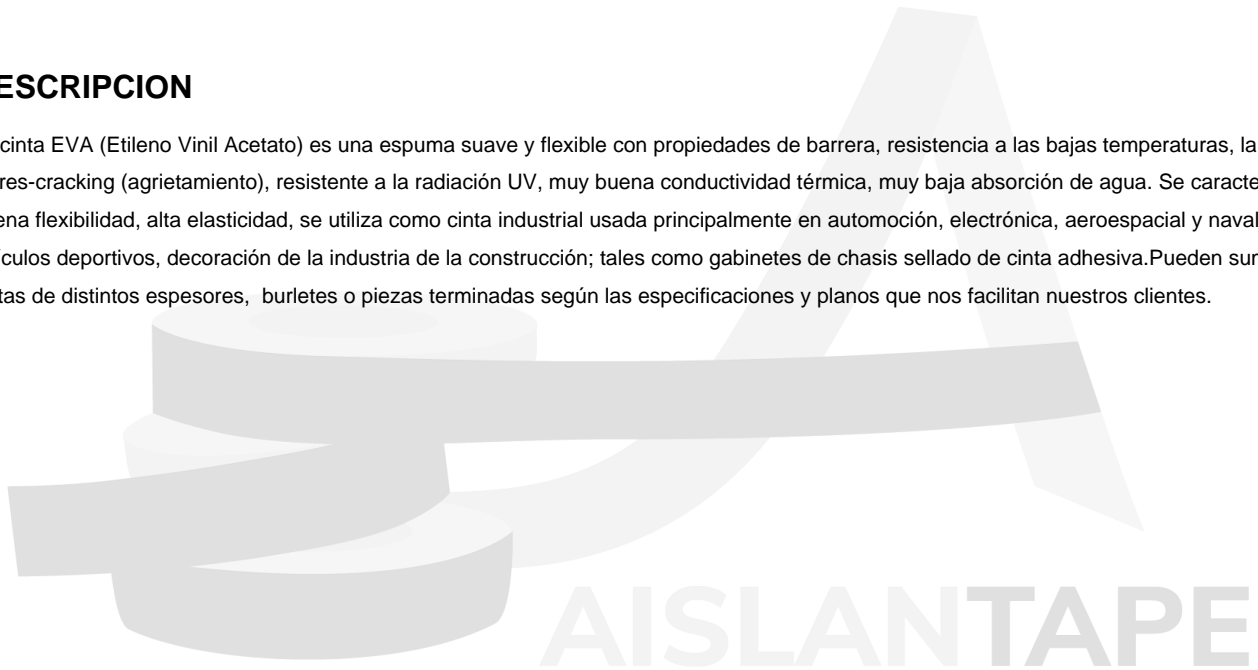 ESCRIPCION
cinta EVA (Etileno Vinil Acetato) es una espuma suave y flexible con propiedades de barrera, resistencia a las bajas temperaturas, la
res-cracking (agrietamiento), resistente a la radiación UV, muy buena conductividad térmica, muy baja absorción de agua. Se caracte
ena flexibilidad, alta elasticidad, se utiliza como cinta industrial usada principalmente en automoción, electrónica, aeroespacial y naval
ículos deportivos, decoración de la industria de la construcción; tales como gabinetes de chasis sellado de cinta adhesiva.Pueden sur
tas de distintos espesores, burletes o piezas terminadas según las especificaciones y planos que nos facilitan nuestros clientes.
AISLANTAPE